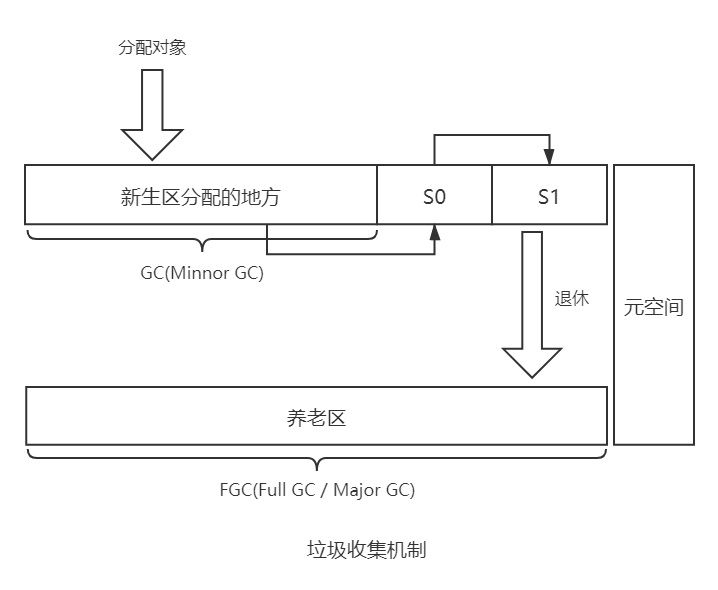 分配对象
新生区分配的地方
S0
S1
GC(Minnor GC)
退休
元空间
养老区
FGC(Full GC / Major GC)
垃圾收集机制